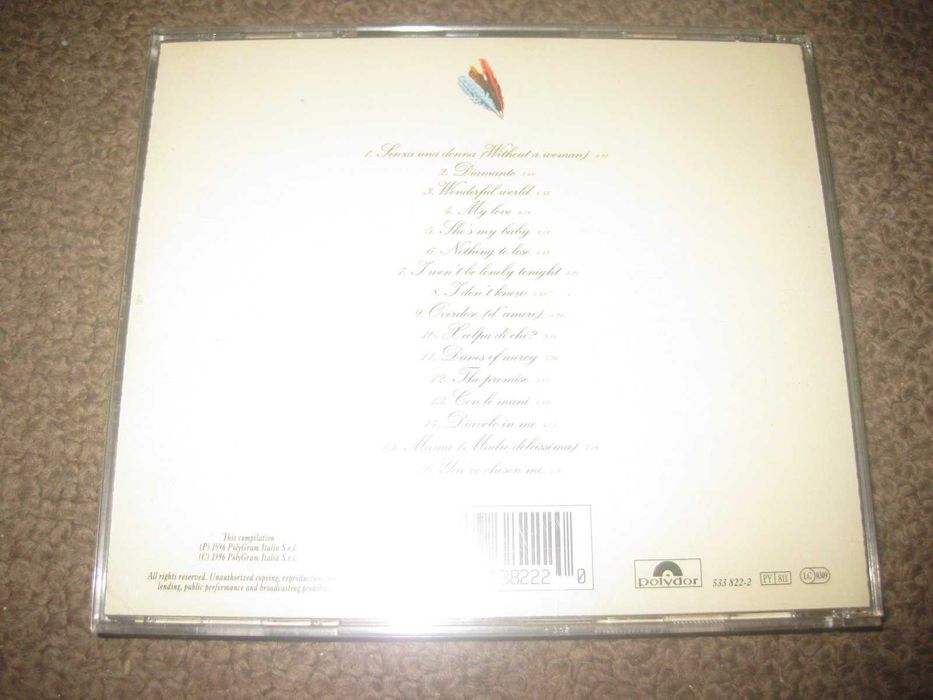 1. Senza una donna (Without a woman)
2. Diamante
3. Wonderful world
4. My love
5. She's my baby
6. Nothing to lose
7. I won't be lonely tonight
8. I don't know
9. Overdose (d'amore)
10. X colpa di chi?
11. Dunes of mercy
12. The promise
13. Con le mani
14. Diavolo in me
15. Mama (Madre dolcissima)
16. You've chosen me
This compilation
(P) 1996 PolyGram Italia S.r.l.
(C) 1996 PolyGram Italia S.r.l.
All rights reserved. Unauthorized copying, reproduction,
lending, public performance and broadcasting
38222 0
polydor
533 822-2
PY 811
LC 0309